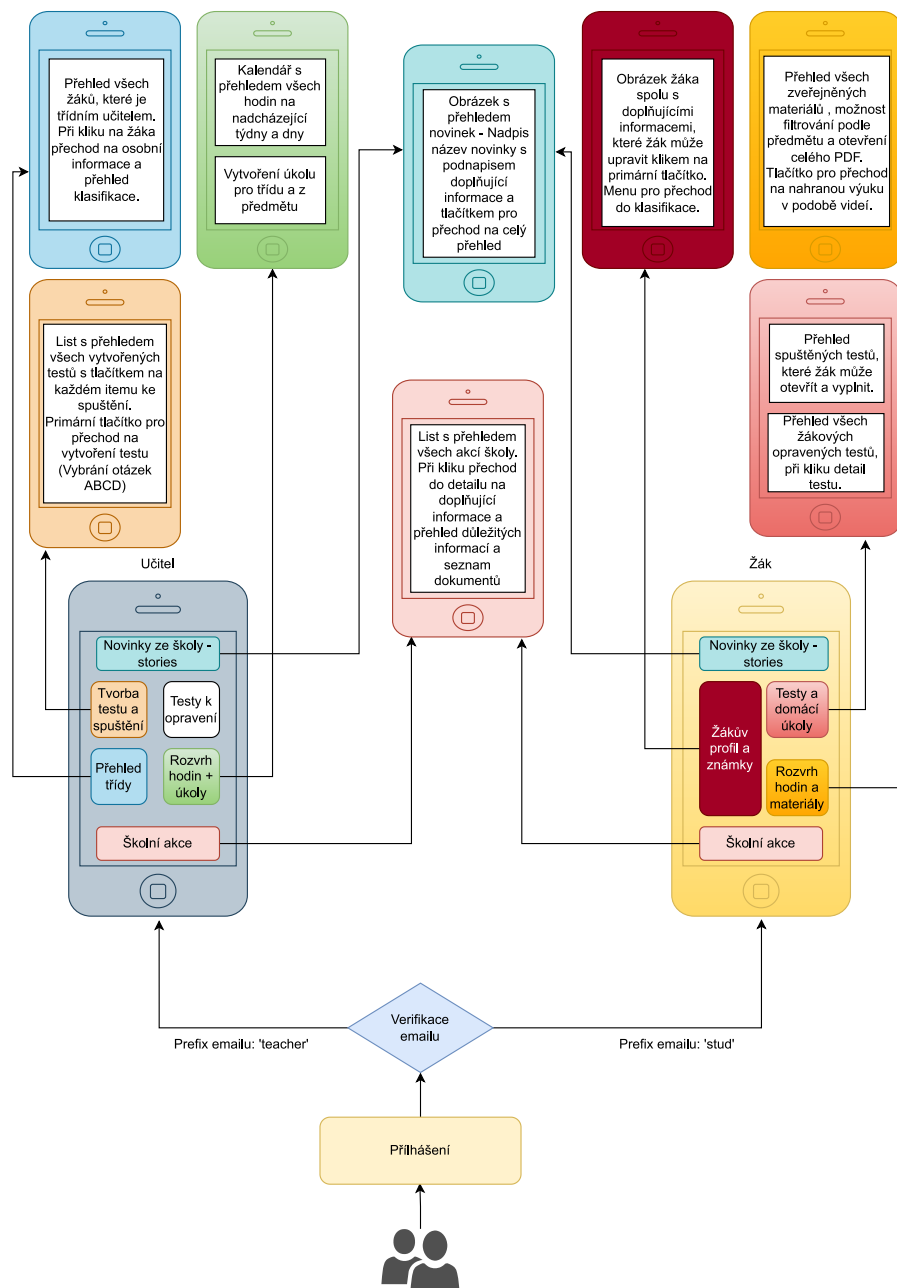 Přehled všech
žáků, které je
třídním učitelem.
Při kliku na žáka
přechod na osobní
informace a
přehled
klasifikace.
Kalendář s
přehledem všech
hodin na
nadcházející
týdny a dny
Vytvoření úkolu
pro třídu a z
předmětu
Obrázek s
přehledem
novinek - Nadpis
název novinky s
podnapisem
doplňující
informace a
tlačítkem pro
přechod na celý
přehled
Obrázek žáka
spolu s
doplňujícími
informacemi,
které žák může
upravit klikem na
primární tlačítko.
Menu pro přechod
do klasifikace.
Přehled všech
zveřejněných
materiálů , možnost
filtrování podle
předmětu a otevření
celého PDF.
Tlačítko pro přechod
na nahranou výuku
v podobě videí.
List s přehledem
všech vytvořených
testů s tlačítkem na
každém itemu ke
spuštění.
Primární tlačítko pro
přechod na
vytvoření testu
(Vybrání otázek
ABCD)
List s přehledem
všech akcí školy.
Při kliku přechod
do detailu na
doplňující
informace a
přehled důležitých
informací a
seznam
dokumentů
Přehled
spuštěných testů,
které žák může
otevřít a vyplnit.
Přehled všech
žákových
opravených testů,
při kliku detail
testu.
Učitel
Žák
Novinky ze školy -
stories
Tvorba
testu a
spuštění
Testy k
opravení
Přehled
třídy
Rozvrh
hodin +
úkoly
Školní akce
Novinky ze školy -
stories
Žákův
profil a
známky
Testy a
domácí
úkoly
Rozvrh
hodin a
materiály
Školní akce
Verifikace
emailu
Prefix emailu: 'teacher'
Prefix emailu: 'stud'
Přílhášení